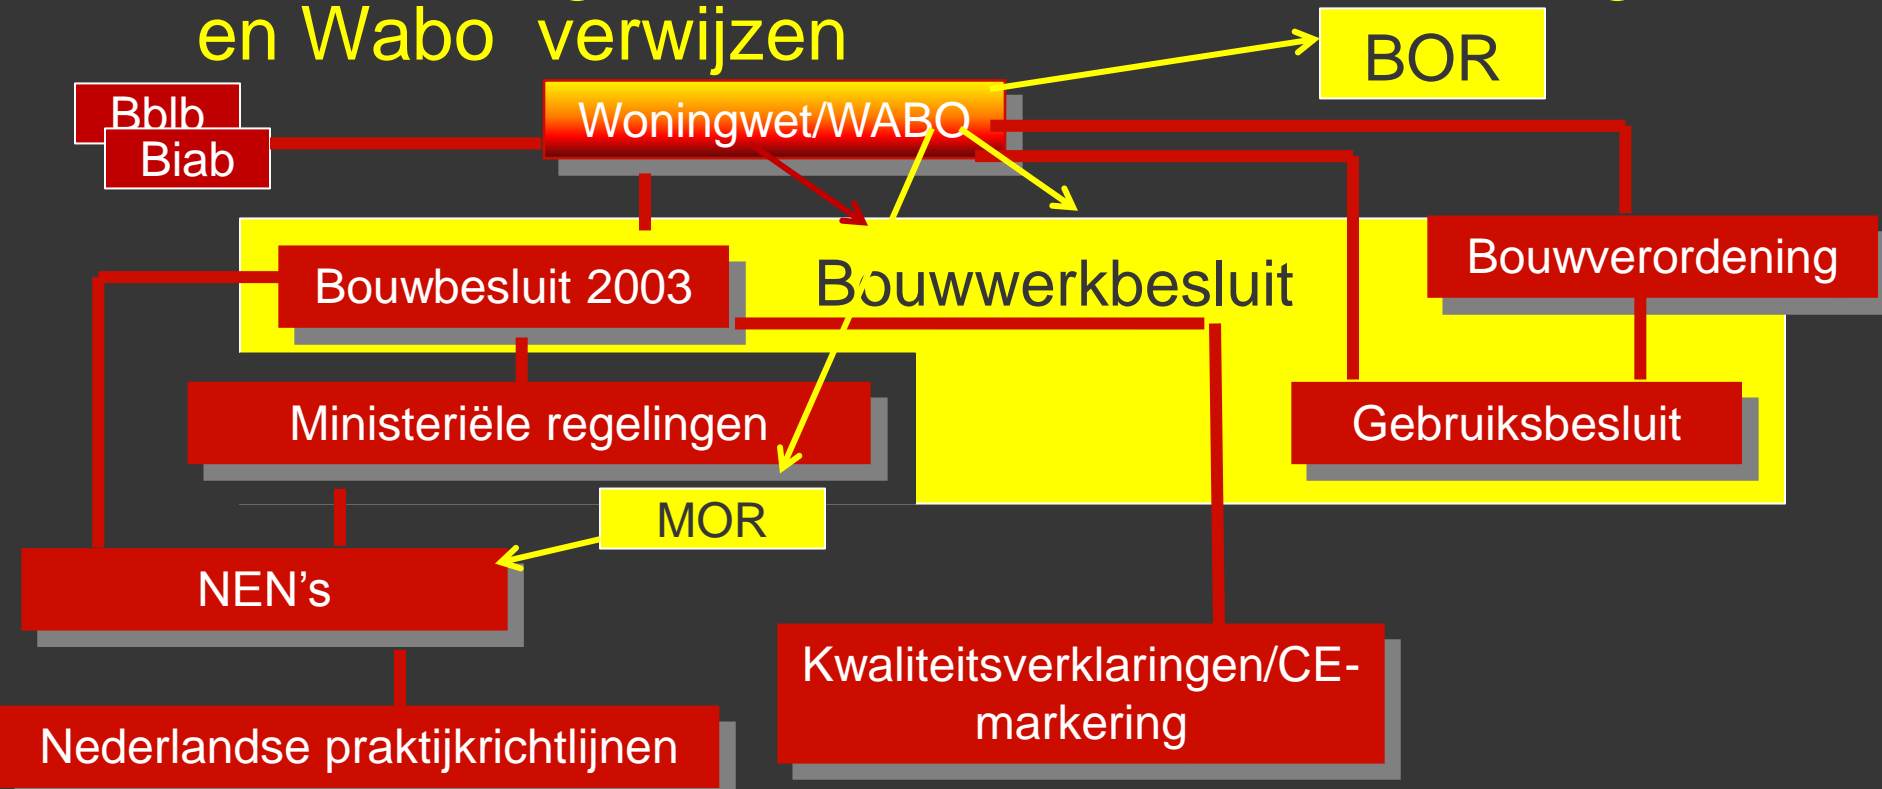 en Wabo verwijzen
BOR
Bblb
Biab
Woningwet/WABO
Bouwverordening
Bouwbesluit 2003
Bouwwerkbesluit
Ministeriële regelingen
Gebruiksbesluit
MOR
NEN’s
Kwaliteitsverklaringen/CE-
markering
Nederlandse praktijkrichtlijnen